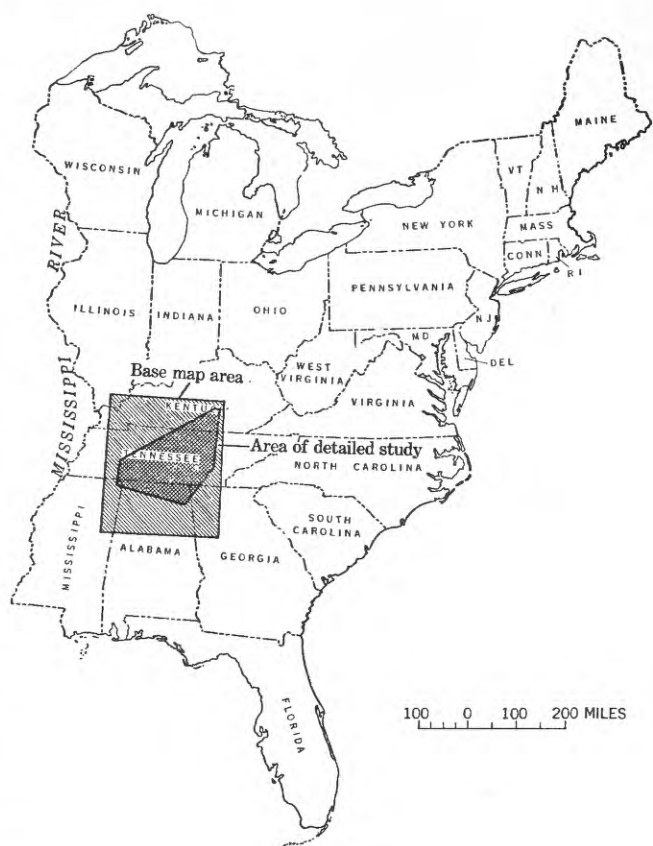 MAINE
WISCONSIN
VT
N H
MICHIGAN
NEW YORK
MASS
CONN
RI
RIVER
PENNSYLVANIA
ILLINOIS
INDIANA
OHIO
N J
MD
DEL
WEST
VIRGINIA
Base map area
VIRGINIA
MISSISSIPPI
KENTU
Area of detailed study
TENNESSEE
NORTH CAROLINA
SOUTH
CAROLINA
MISSISSIPPI
ALABAMA
GEORGIA
FLORIDA
100 0 100 200 MILES